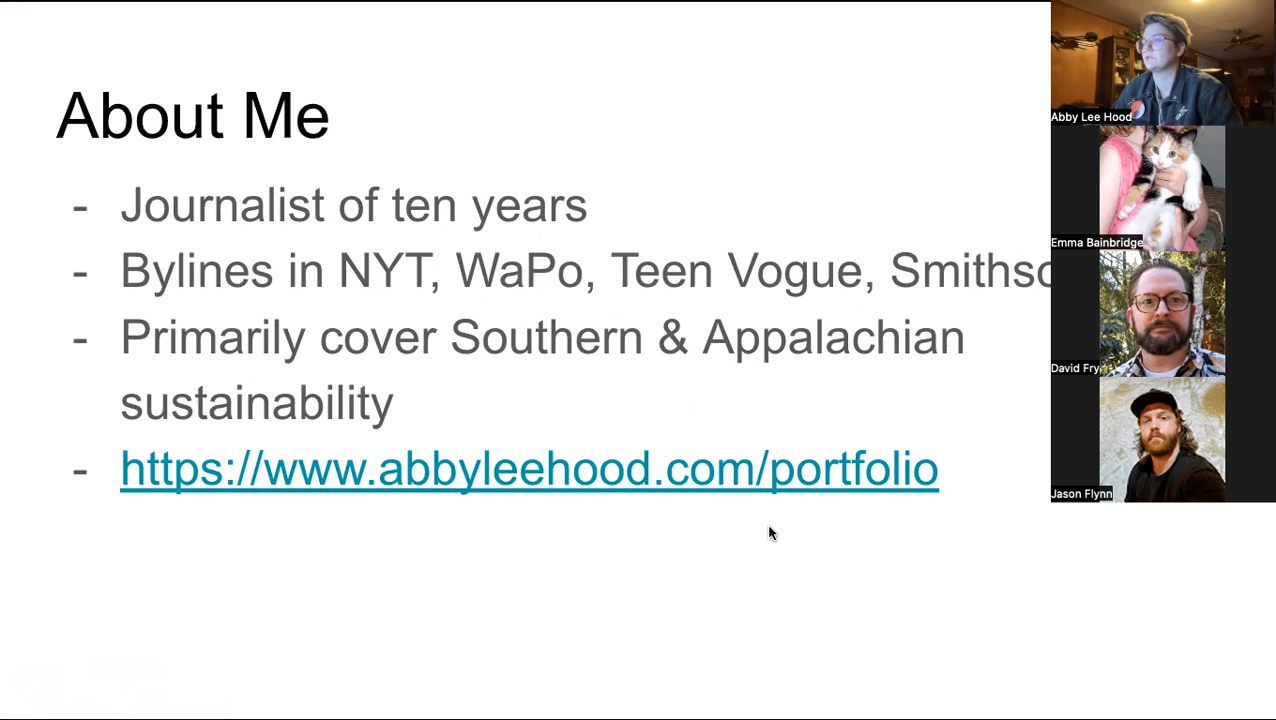 About Me
- Journalist of ten years
- Bylines in NYT, WaPo, Teen Vogue, Smithso
- Primarily cover Southern & Appalachian
sustainability
- https://www.abbyleehood.com/portfolio
Abby Lee Hood
Emma Bainbridge
David Fry
Jason Flynn